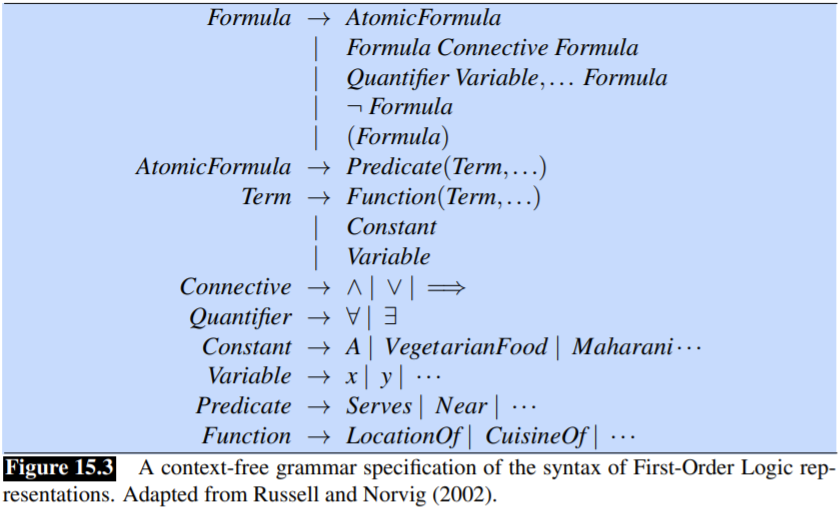 Formula → AtomicFormula
| Formula Connective Formula
| Quantifier Variable,... Formula
| ¬ Formula
| (Formula)
AtomicFormula → Predicate(Term,...)
Term → Function(Term,...)
| Constant
| Variable
Connective → ∧ | ∨ | ⟹
Quantifier → ∀ | ∃
Constant → A | VegetarianFood | Maharani···
Variable → x | y | ···
Predicate → Serves | Near | ···
Function → LocationOf | CuisineOf | ···
Figure 15.3 A context-free grammar specification of the syntax of First-Order Logic rep-
resentations. Adapted from Russell and Norvig (2002).